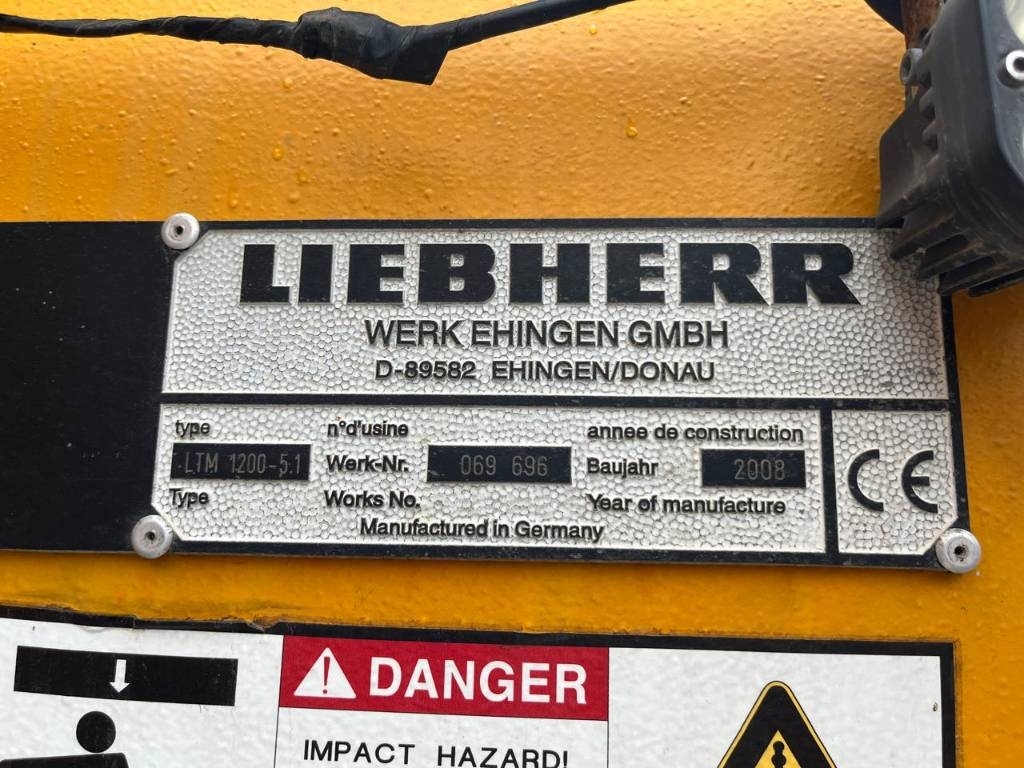 LIEBHERR
WERK EHINGEN GMBH
D-89582 EHINGEN/DONAU
type n°d'usine annee de construction
LTM 1200-5.1 Werk-Nr. 069 696 Baujahr 2008
Type Works No. Year of manufacture
Manufactured in Germany
CE
DANGER
IMPACT HAZARD!